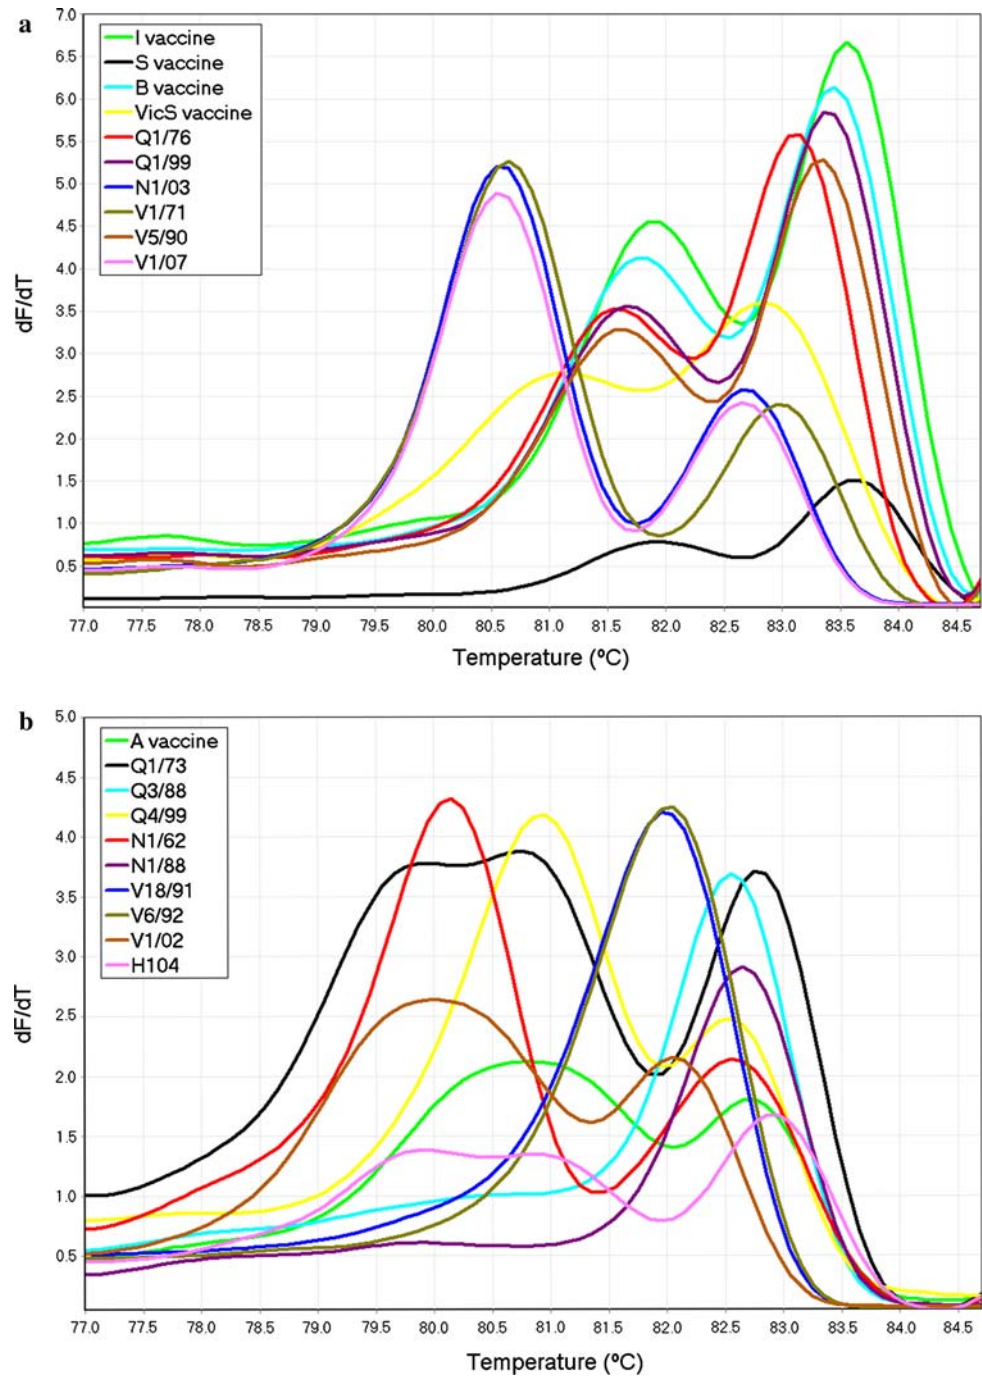 a
7.0
6.5
6.0
5.5
5.0
4.5
4.0
3.5
3.0
2.5
2.0
1.5
1.0
0.5
dF/dT
I vaccine
S vaccine
B vaccine
VicS vaccine
Q1/76
Q1/99
N1/03
V1/71
V5/90
V1/07
77.0 77.5 78.0 78.5 79.0 79.5 80.0 80.5 81.0 81.5 82.0 82.5 83.0 83.5 84.0 84.5
Temperature (ºC)
b
5.0
4.5
4.0
3.5
3.0
2.5
2.0
1.5
1.0
0.5
dF/dT
A vaccine
Q1/73
Q3/88
Q4/99
N1/62
N1/88
V18/91
V6/92
V1/02
H104
77.0 77.5 78.0 78.5 79.0 79.5 80.0 80.5 81.0 81.5 82.0 82.5 83.0 83.5 84.0 84.5
Temperature (ºC)